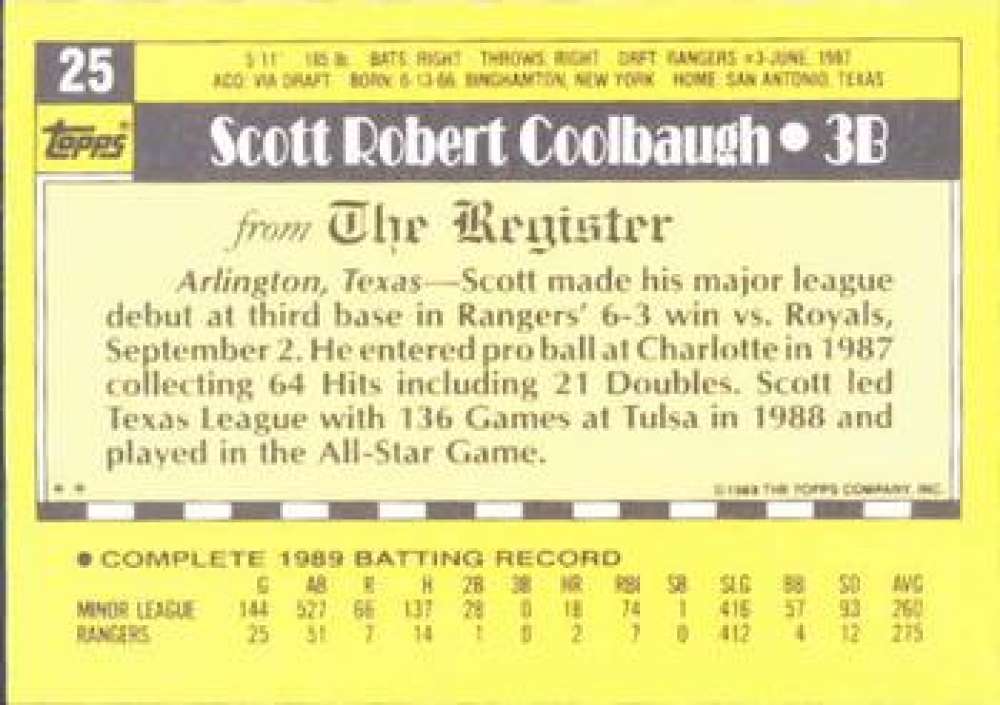 25
5'11" 185 lb. BATS: RIGHT THROWS: RIGHT DRFT: RANGERS #3-JUNE, 1987
ACQ: VIA DRAFT BORN: 6-13-66, BINGHAMTON, NEW YORK HOME: SAN ANTONIO, TEXAS
Topps®
Scott Robert Coolbaugh • 3B
from The Register
Arlington, Texas—Scott made his major league
debut at third base in Rangers' 6-3 win vs. Royals,
September 2. He entered pro ball at Charlotte in 1987
collecting 64 Hits including 21 Doubles. Scott led
Texas League with 136 Games at Tulsa in 1988 and
played in the All-Star Game.
* * © 1989 THE TOPPS COMPANY, INC.
• COMPLETE 1989 BATTING RECORD
G AB R H 2B 3B HR RBI SB SLG BB SO AVG
MINOR LEAGUE 144 527 66 137 28 0 18 74 1 .416 57 93 .260
RANGERS 25 51 7 14 1 0 2 7 0 .412 4 12 .275